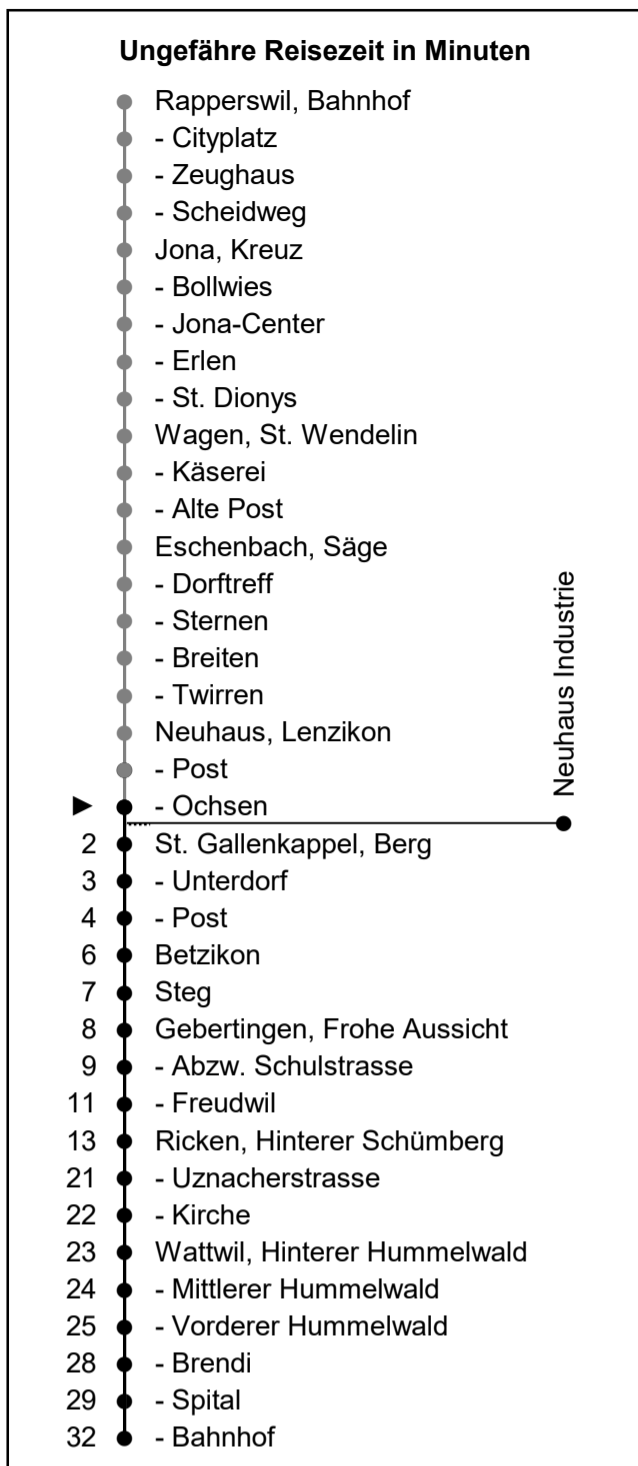 Ungefähre Reisezeit in Minuten
Rapperswil, Bahnhof
- Cityplatz
- Zeughaus
- Scheidweg
Jona, Kreuz
- Bollwies
- Jona-Center
- Erlen
- St. Dionys
Wagen, St. Wendelin
- Käserei
- Alte Post
Eschenbach, Säge
- Dorftreff
- Sternen
- Breiten
- Twirren
Neuhaus, Lenzikon
- Post
- Ochsen
Neuhaus Industrie
2 St. Gallenkappel, Berg
3 - Unterdorf
4 - Post
6 Betzikon
7 Steg
8 Gebertingen, Frohe Aussicht
9 - Abzw. Schulstrasse
11 - Freudwil
13 Ricken, Hinterer Schümberg
21 - Uznacherstrasse
22 - Kirche
23 Wattwil, Hinterer Hummelwald
24 - Mittlerer Hummelwald
25 - Vorderer Hummelwald
28 - Brendi
29 - Spital
32 - Bahnhof